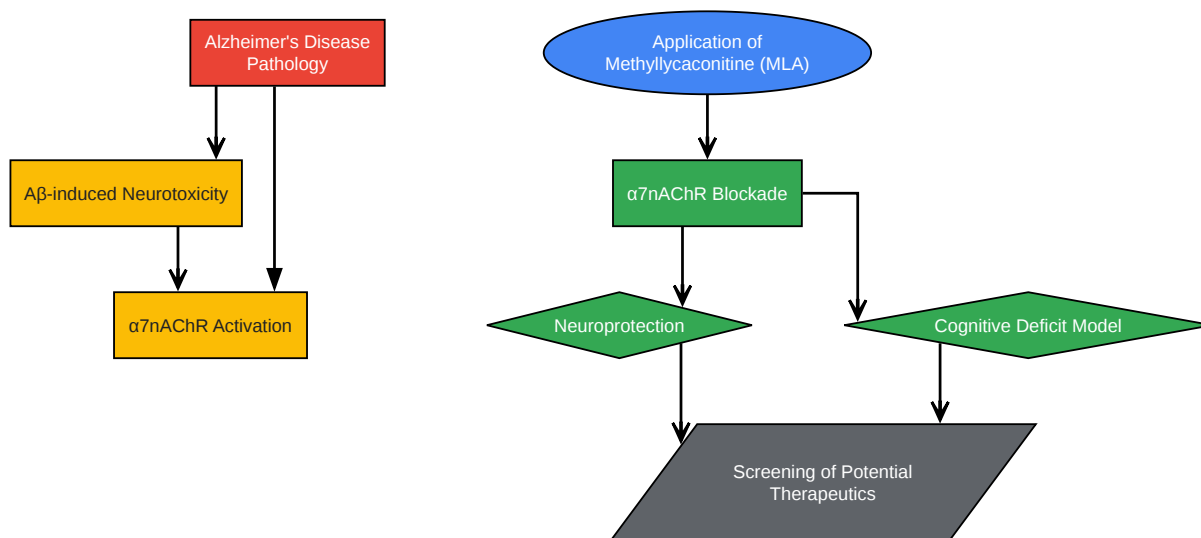 Alzheimer's Disease
Pathology
Application of
Methyllycaconitine (MLA)
Aβ-induced Neurotoxicity
α7nAChR Blockade
α7nAChR Activation
Neuroprotection
Cognitive Deficit Model
Screening of Potential
Therapeutics